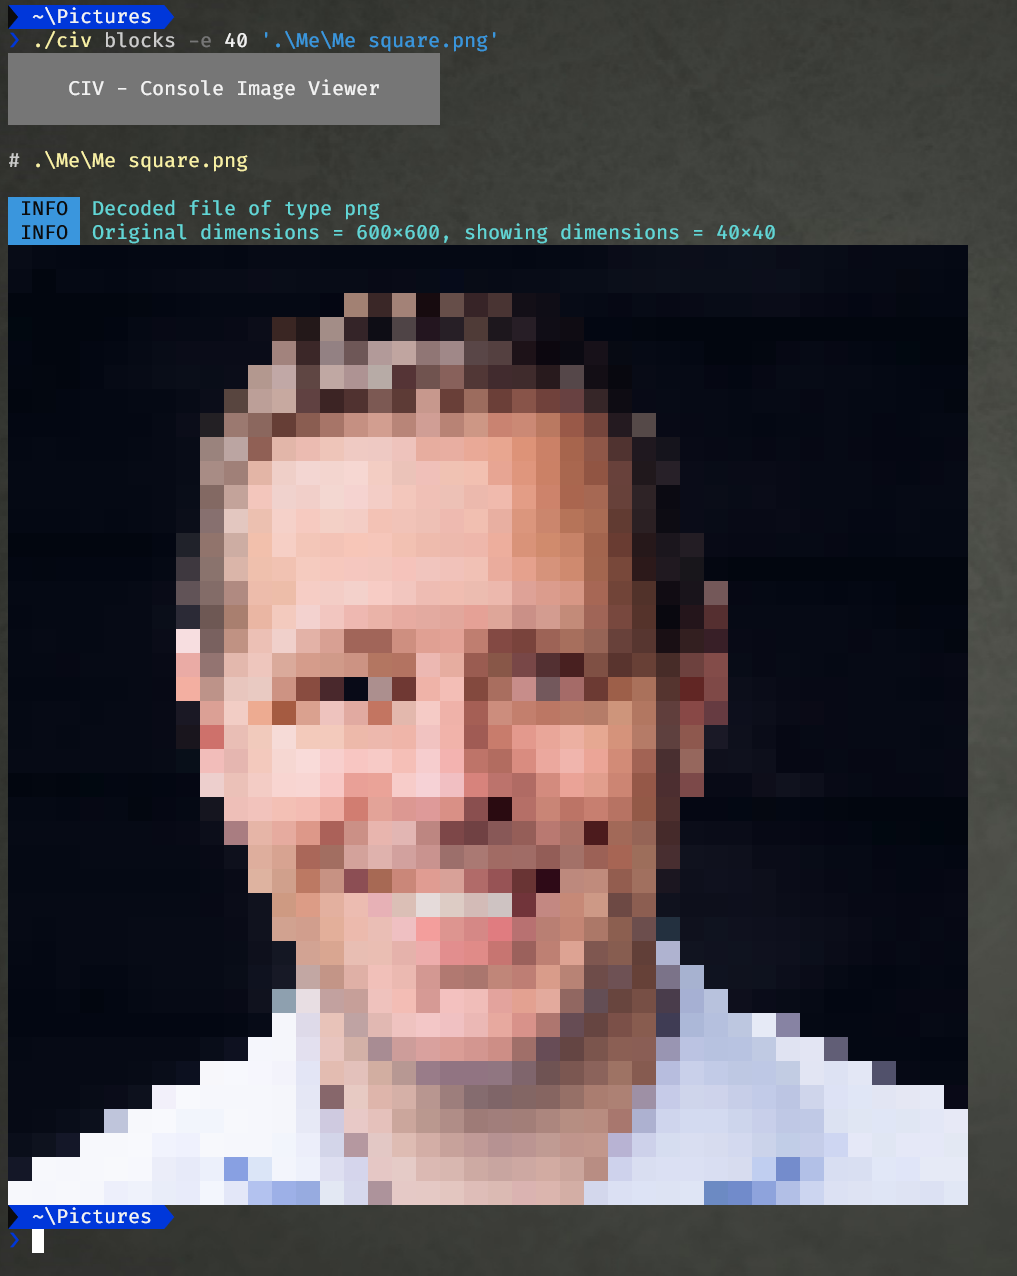 ~\Pictures
❯ ./civ blocks -e 40 '.\Me\Me square.png'
CIV - Console Image Viewer
# .\Me\Me square.png
INFO Decoded file of type png
INFO Original dimensions = 600×600, showing dimensions = 40×40
~\Pictures
❯